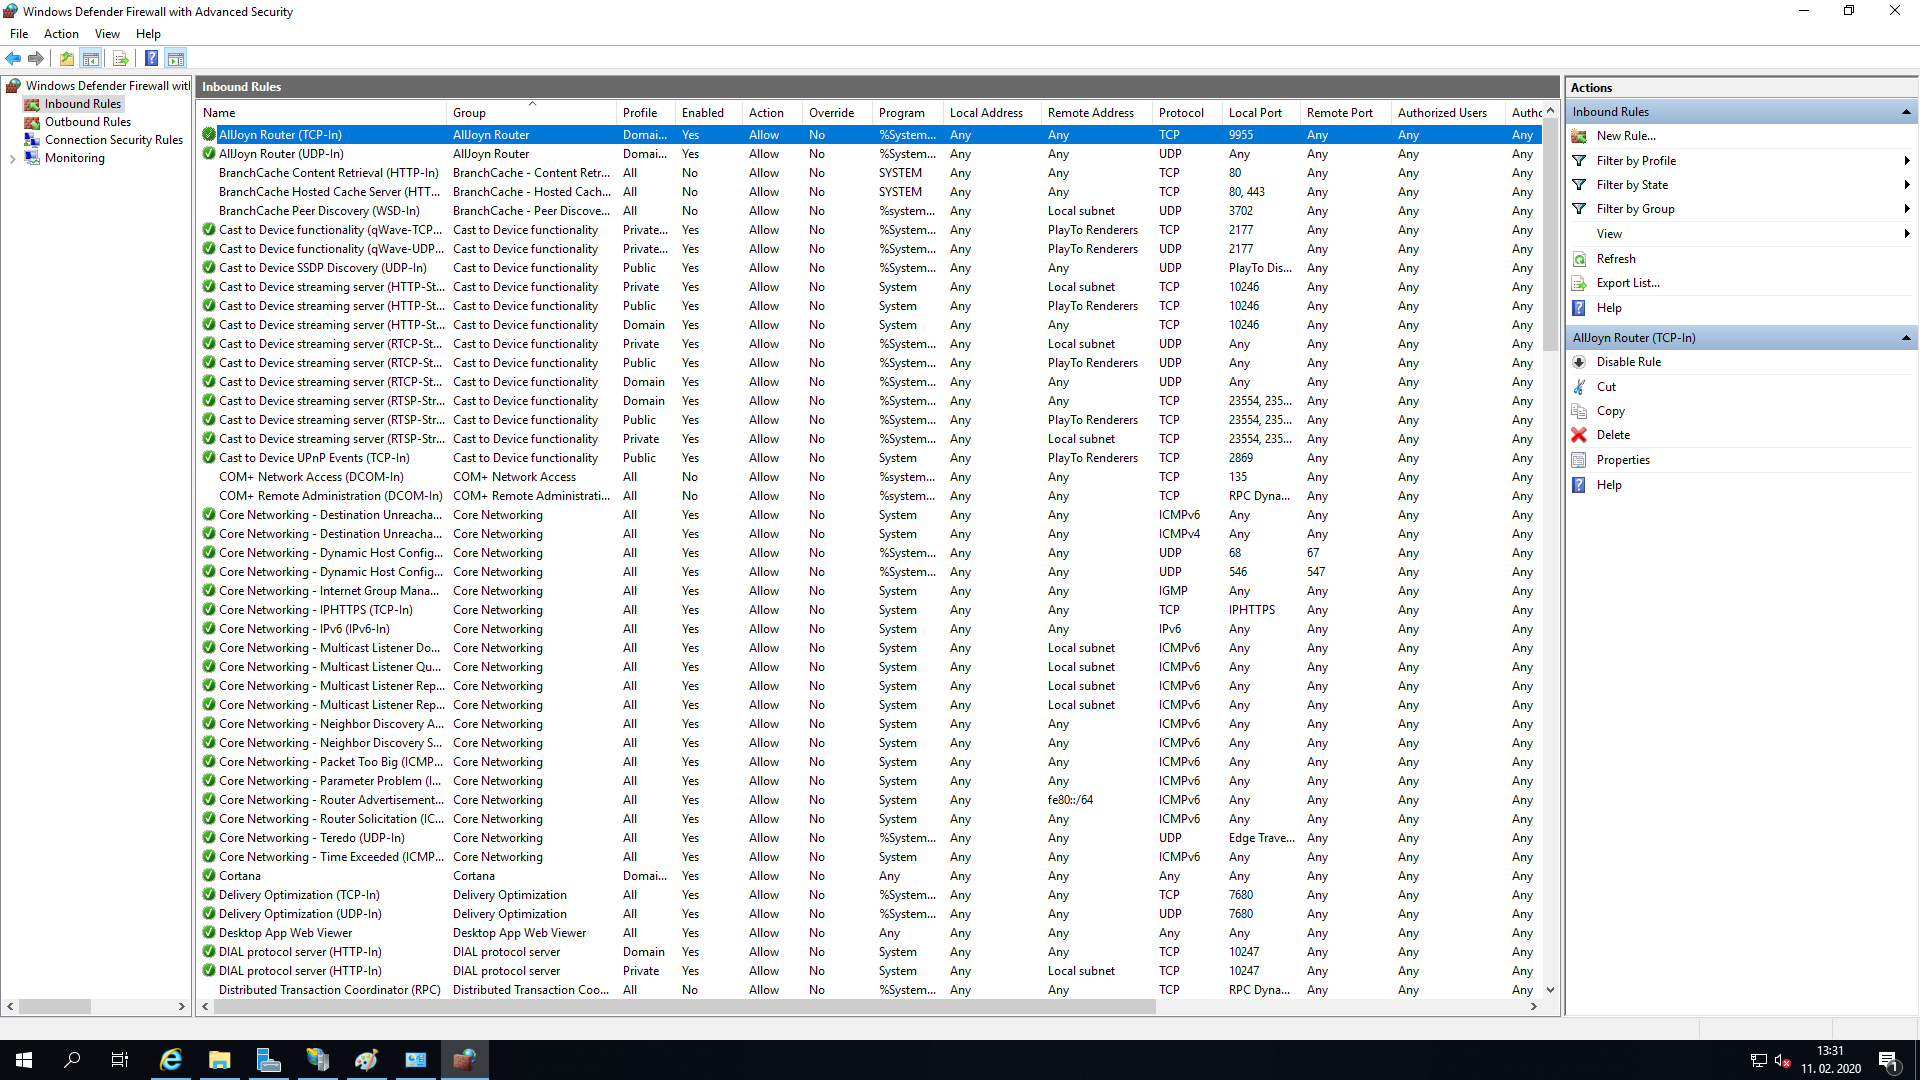 Windows Defender Firewall with Advanced Security
File Action View Help
Windows Defender Firewall witl
Inbound Rules
Outbound Rules
Connection Security Rules
Monitoring
Inbound Rules
Name Group Profile Enabled Action Override Program Local Address Remote Address Protocol Local Port Remote Port Authorized Users Autho
AllJoyn Router (TCP-In) AllJoyn Router Domai... Yes Allow No %System... Any Any TCP 9955 Any Any Any
AllJoyn Router (UDP-In) AllJoyn Router Domai... Yes Allow No %System... Any Any UDP Any Any Any Any
BranchCache Content Retrieval (HTTP-In) BranchCache - Content Retr... All No Allow No SYSTEM Any Any TCP 80 Any Any Any
BranchCache Hosted Cache Server (HTT... BranchCache - Hosted Cach... All No Allow No SYSTEM Any Any TCP 80, 443 Any Any Any
BranchCache Peer Discovery (WSD-In) BranchCache - Peer Discove... All No Allow No %system... Any Local subnet UDP 3702 Any Any Any
Cast to Device functionality (qWave-TCP... Cast to Device functionality Private... Yes Allow No %System... Any PlayTo Renderers TCP 2177 Any Any Any
Cast to Device functionality (qWave-UDP... Cast to Device functionality Private... Yes Allow No %System... Any PlayTo Renderers UDP 2177 Any Any Any
Cast to Device SSDP Discovery (UDP-In) Cast to Device functionality Public Yes Allow No %System... Any Any UDP PlayTo Dis... Any Any Any
Cast to Device streaming server (HTTP-St... Cast to Device functionality Private Yes Allow No System Any Local subnet TCP 10246 Any Any Any
Cast to Device streaming server (HTTP-St... Cast to Device functionality Public Yes Allow No System Any PlayTo Renderers TCP 10246 Any Any Any
Cast to Device streaming server (HTTP-St... Cast to Device functionality Domain Yes Allow No System Any Any TCP 10246 Any Any Any
Cast to Device streaming server (RTCP-St... Cast to Device functionality Private Yes Allow No %System... Any Local subnet UDP Any Any Any Any
Cast to Device streaming server (RTCP-St... Cast to Device functionality Public Yes Allow No %System... Any PlayTo Renderers UDP Any Any Any Any
Cast to Device streaming server (RTCP-St... Cast to Device functionality Domain Yes Allow No %System... Any Any UDP Any Any Any Any
Cast to Device streaming server (RTSP-Str... Cast to Device functionality Domain Yes Allow No %System... Any Any TCP 23554, 235... Any Any Any
Cast to Device streaming server (RTSP-Str... Cast to Device functionality Public Yes Allow No %System... Any PlayTo Renderers TCP 23554, 235... Any Any Any
Cast to Device streaming server (RTSP-Str... Cast to Device functionality Private Yes Allow No %System... Any Local subnet TCP 23554, 235... Any Any Any
Cast to Device UPnP Events (TCP-In) Cast to Device functionality Public Yes Allow No System Any PlayTo Renderers TCP 2869 Any Any Any
COM+ Network Access (DCOM-In) COM+ Network Access All No Allow No %system... Any Any TCP 135 Any Any Any
COM+ Remote Administration (DCOM-In) COM+ Remote Administrati... All No Allow No %system... Any Any TCP RPC Dyna... Any Any Any
Core Networking - Destination Unreacha... Core Networking All Yes Allow No System Any Any ICMPv6 Any Any Any Any
Core Networking - Destination Unreacha... Core Networking All Yes Allow No System Any Any ICMPv4 Any Any Any Any
Core Networking - Dynamic Host Config... Core Networking All Yes Allow No %System... Any Any UDP 68 67 Any Any
Core Networking - Dynamic Host Config... Core Networking All Yes Allow No %System... Any Any UDP 546 547 Any Any
Core Networking - Internet Group Mana... Core Networking All Yes Allow No System Any Any IGMP Any Any Any Any
Core Networking - IPHTTPS (TCP-In) Core Networking All Yes Allow No System Any Any TCP IPHTTPS Any Any Any
Core Networking - IPv6 (IPv6-In) Core Networking All Yes Allow No System Any Any IPv6 Any Any Any Any
Core Networking - Multicast Listener Do... Core Networking All Yes Allow No System Any Local subnet ICMPv6 Any Any Any Any
Core Networking - Multicast Listener Qu... Core Networking All Yes Allow No System Any Local subnet ICMPv6 Any Any Any Any
Core Networking - Multicast Listener Rep... Core Networking All Yes Allow No System Any Local subnet ICMPv6 Any Any Any Any
Core Networking - Multicast Listener Rep... Core Networking All Yes Allow No System Any Local subnet ICMPv6 Any Any Any Any
Core Networking - Neighbor Discovery A... Core Networking All Yes Allow No System Any Any ICMPv6 Any Any Any Any
Core Networking - Neighbor Discovery S... Core Networking All Yes Allow No System Any Any ICMPv6 Any Any Any Any
Core Networking - Packet Too Big (ICMP... Core Networking All Yes Allow No System Any Any ICMPv6 Any Any Any Any
Core Networking - Parameter Problem (I... Core Networking All Yes Allow No System Any Any ICMPv6 Any Any Any Any
Core Networking - Router Advertisement... Core Networking All Yes Allow No System Any fe80::/64 ICMPv6 Any Any Any Any
Core Networking - Router Solicitation (IC... Core Networking All Yes Allow No System Any Any ICMPv6 Any Any Any Any
Core Networking - Teredo (UDP-In) Core Networking All Yes Allow No %System... Any Any UDP Edge Trave... Any Any Any
Core Networking - Time Exceeded (ICMP... Core Networking All Yes Allow No System Any Any ICMPv6 Any Any Any Any
Cortana Cortana Domai... Yes Allow No Any Any Any Any Any Any Any Any
Delivery Optimization (TCP-In) Delivery Optimization All Yes Allow No %System... Any Any TCP 7680 Any Any Any
Delivery Optimization (UDP-In) Delivery Optimization All Yes Allow No %System... Any Any UDP 7680 Any Any Any
Desktop App Web Viewer Desktop App Web Viewer All Yes Allow No Any Any Any Any Any Any Any Any
DIAL protocol server (HTTP-In) DIAL protocol server Domain Yes Allow No System Any Any TCP 10247 Any Any Any
DIAL protocol server (HTTP-In) DIAL protocol server Private Yes Allow No System Any Local subnet TCP 10247 Any Any Any
Distributed Transaction Coordinator (RPC) Distributed Transaction Coo... All No Allow No %System... Any Any TCP RPC Dyna... Any Any Any
Actions
Inbound Rules
New Rule...
Filter by Profile
Filter by State
Filter by Group
View
Refresh
Export List...
Help
AllJoyn Router (TCP-In)
Disable Rule
Cut
Copy
Delete
Properties
Help
13:31
11. 02. 2020
1